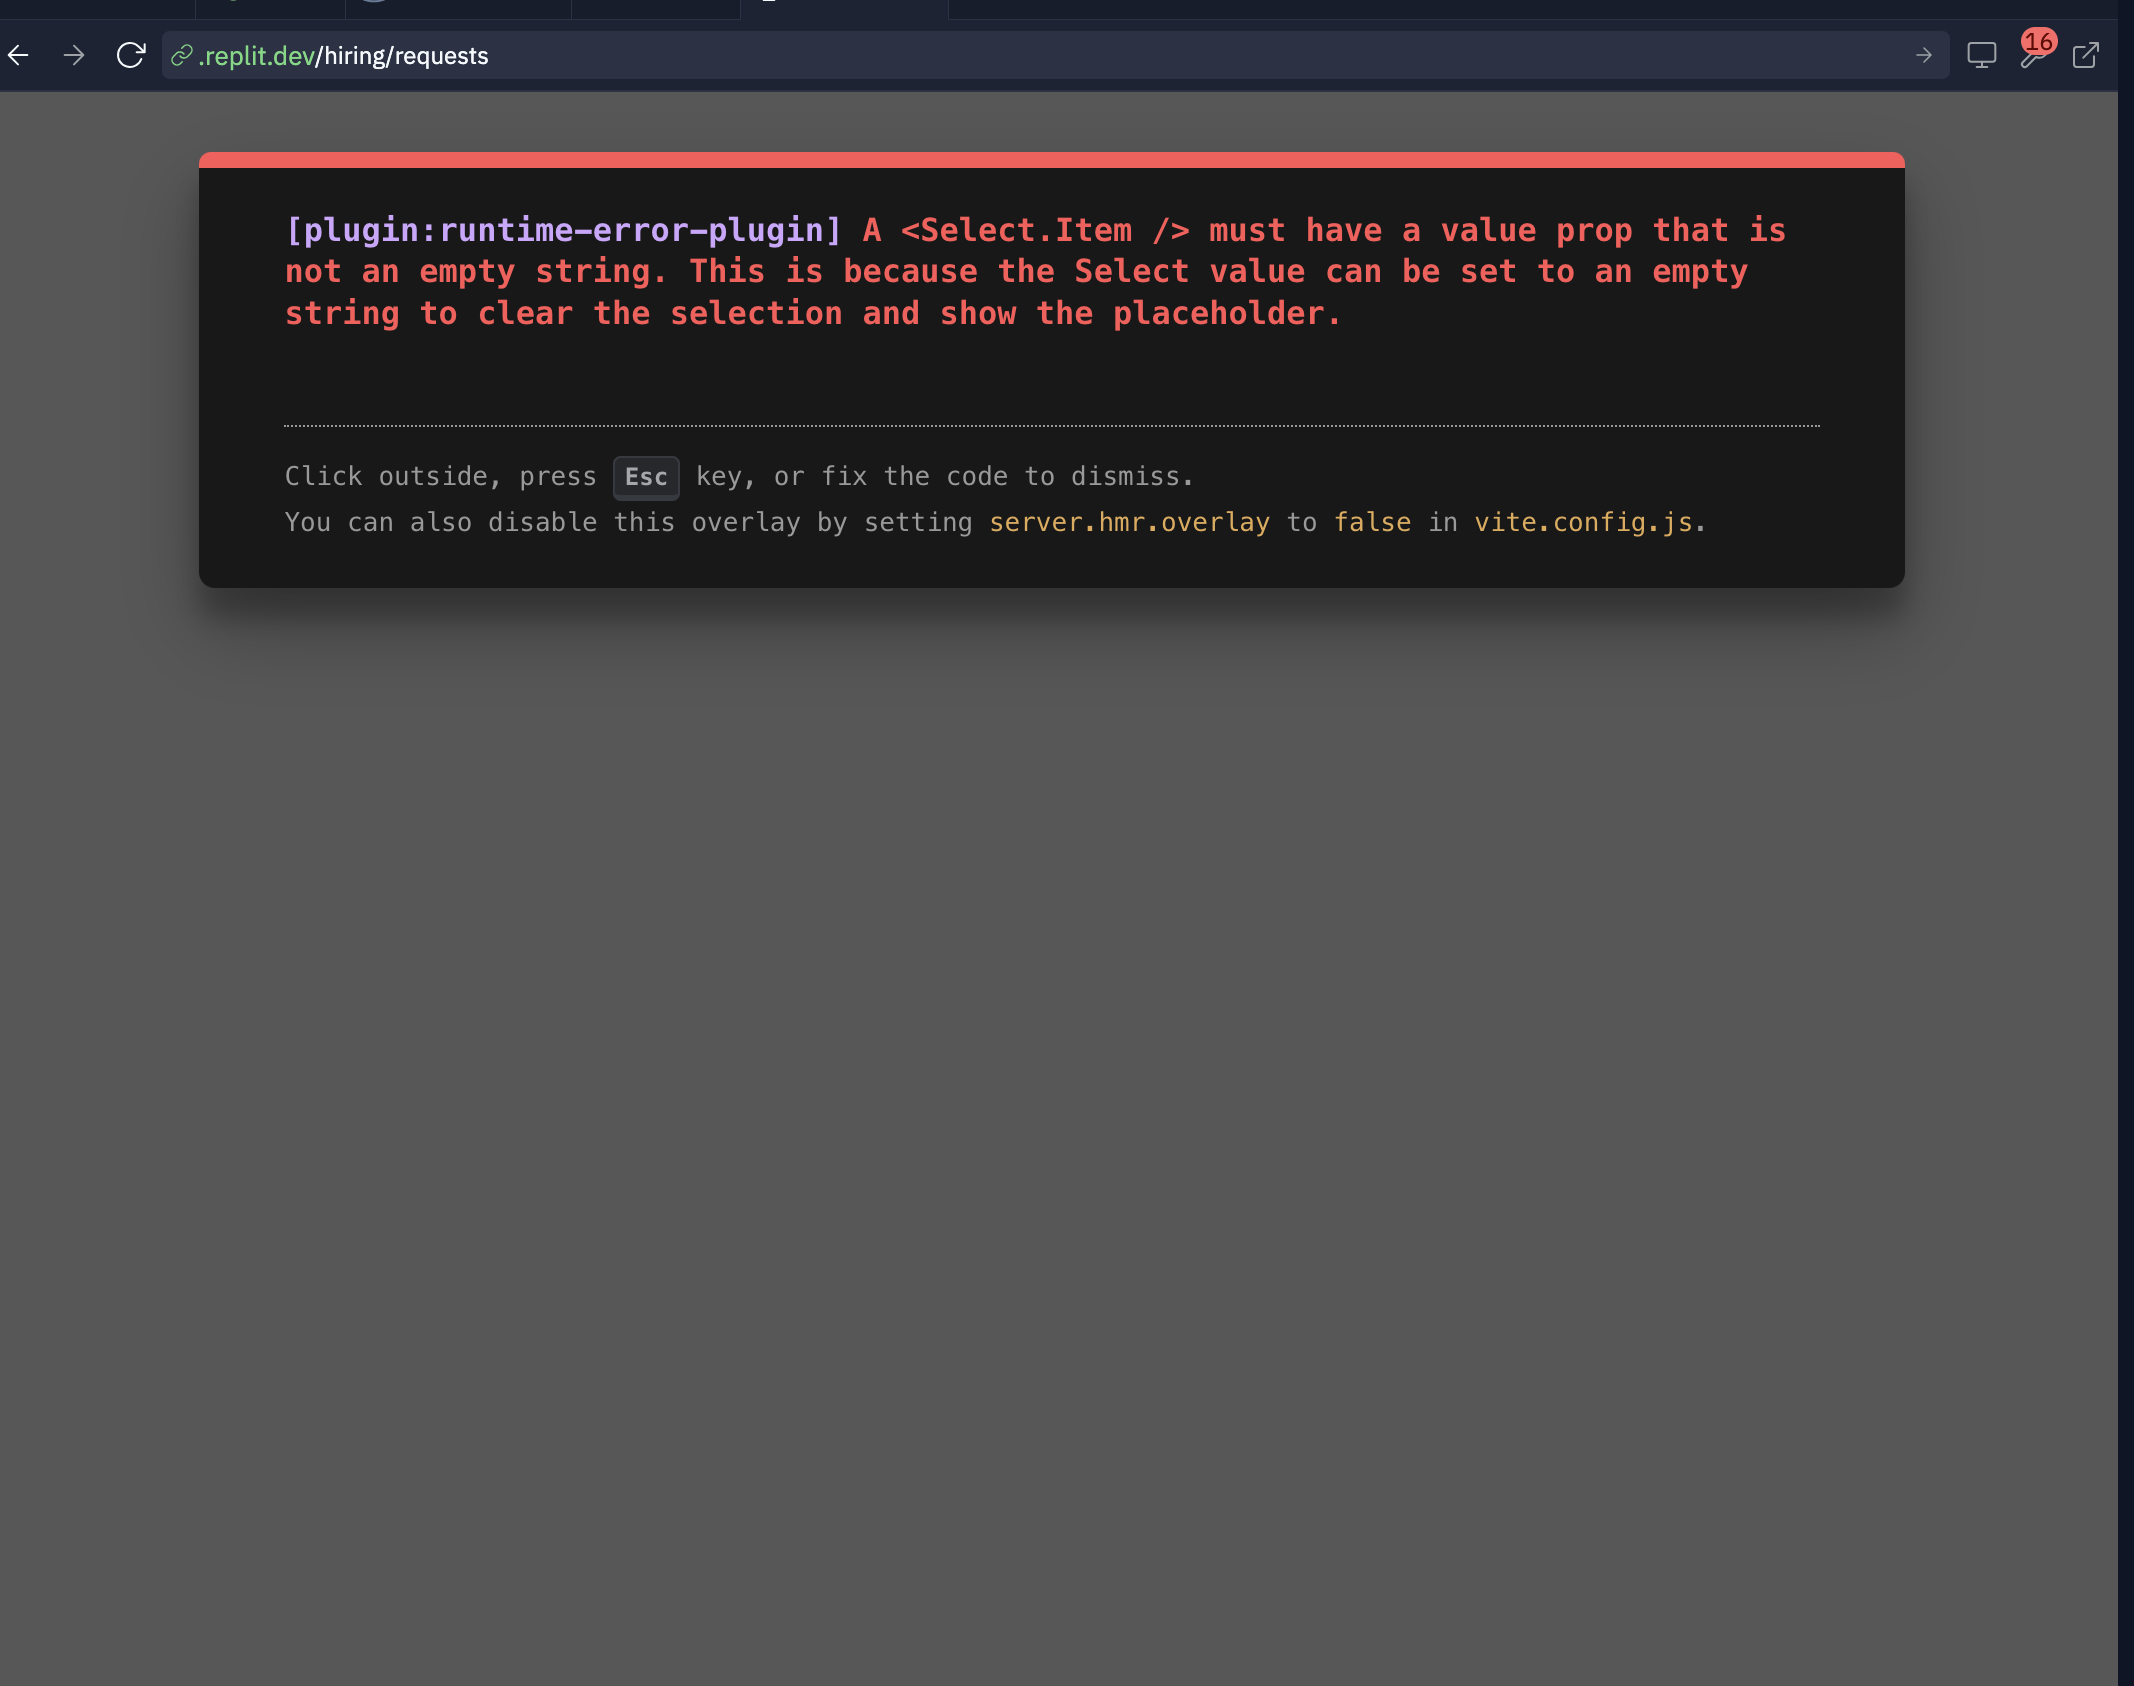 .replit.dev/hiring/requests
16
[plugin:runtime-error-plugin] A <Select.Item /> must have a value prop that is
not an empty string. This is because the Select value can be set to an empty
string to clear the selection and show the placeholder.
Click outside, press Esc key, or fix the code to dismiss.
You can also disable this overlay by setting server.hmr.overlay to false in vite.config.js.